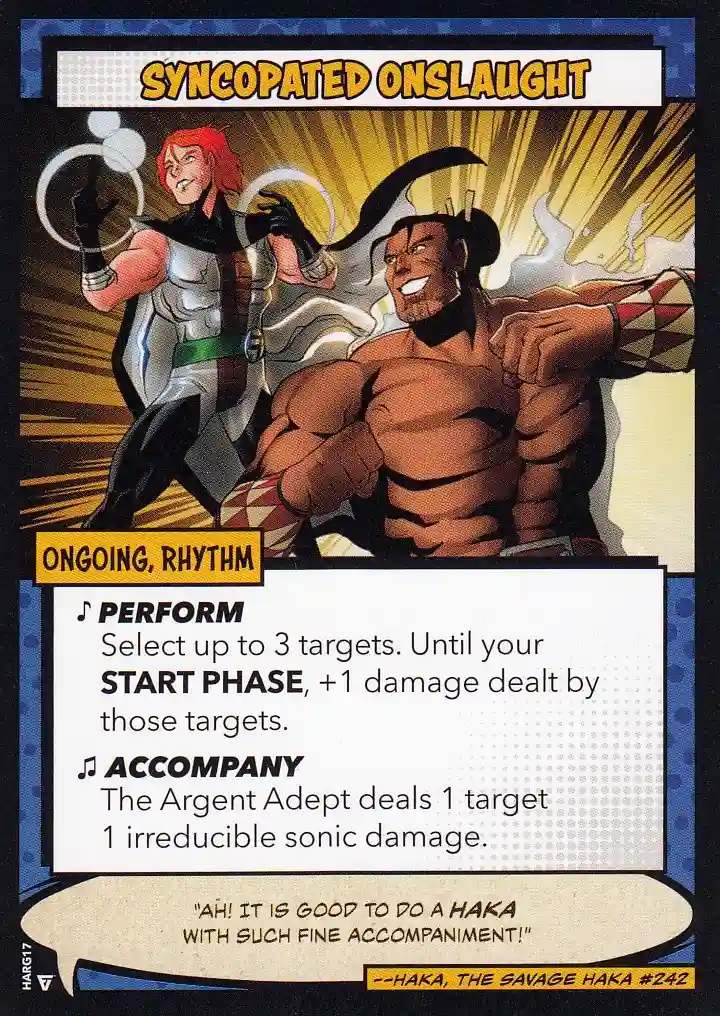 SYNCOPATED ONSLAUGHT
ONGOING, RHYTHM
♪ PERFORM
Select up to 3 targets. Until your
START PHASE, +1 damage dealt by
those targets.
♫ ACCOMPANY
The Argent Adept deals 1 target
1 irreducible sonic damage.
"AH! IT IS GOOD TO DO A HAKA
WITH SUCH FINE ACCOMPANIMENT!"
--HAKA, THE SAVAGE HAKA #242
HARG17